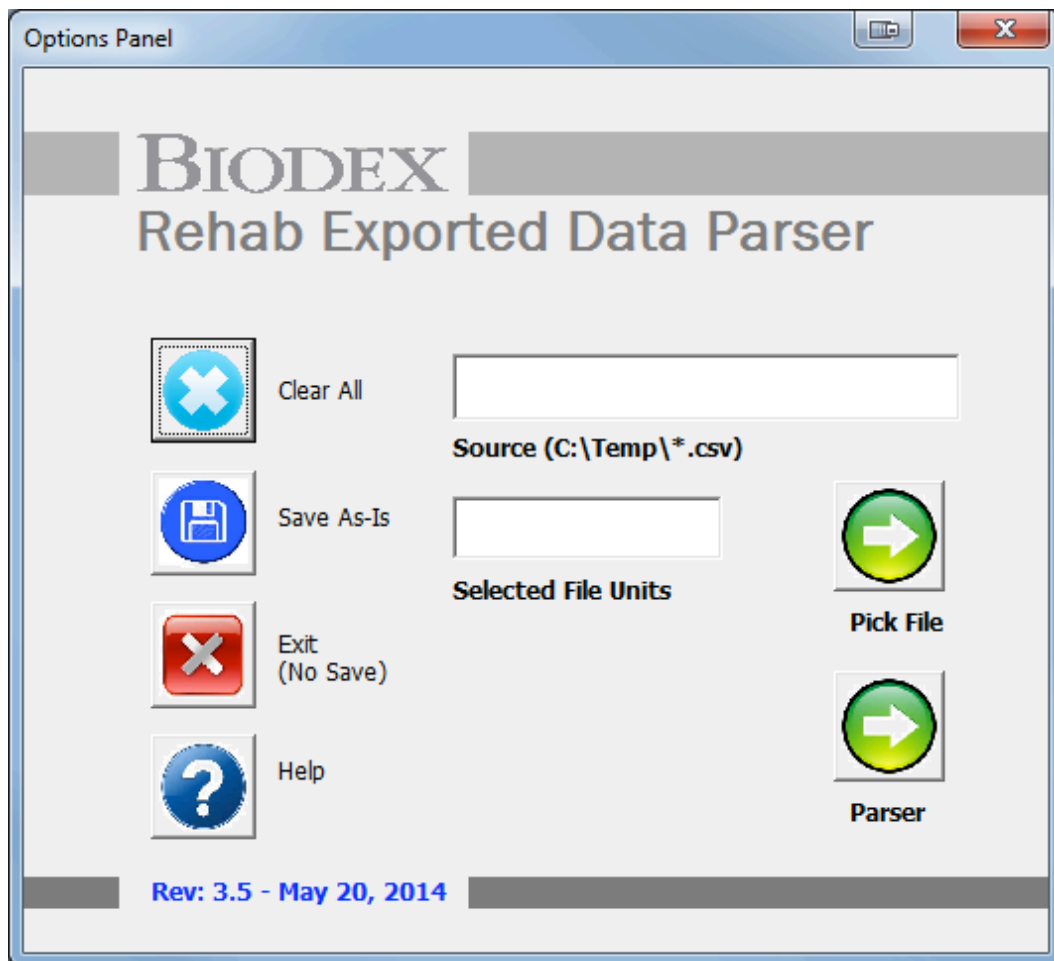 Options Panel
BIODEX
Rehab Exported Data Parser
Clear All
Source (C:\Temp\*.csv)
Save As-Is
Selected File Units
Pick File
Exit
(No Save)
Help
Parser
Rev: 3.5 - May 20, 2014